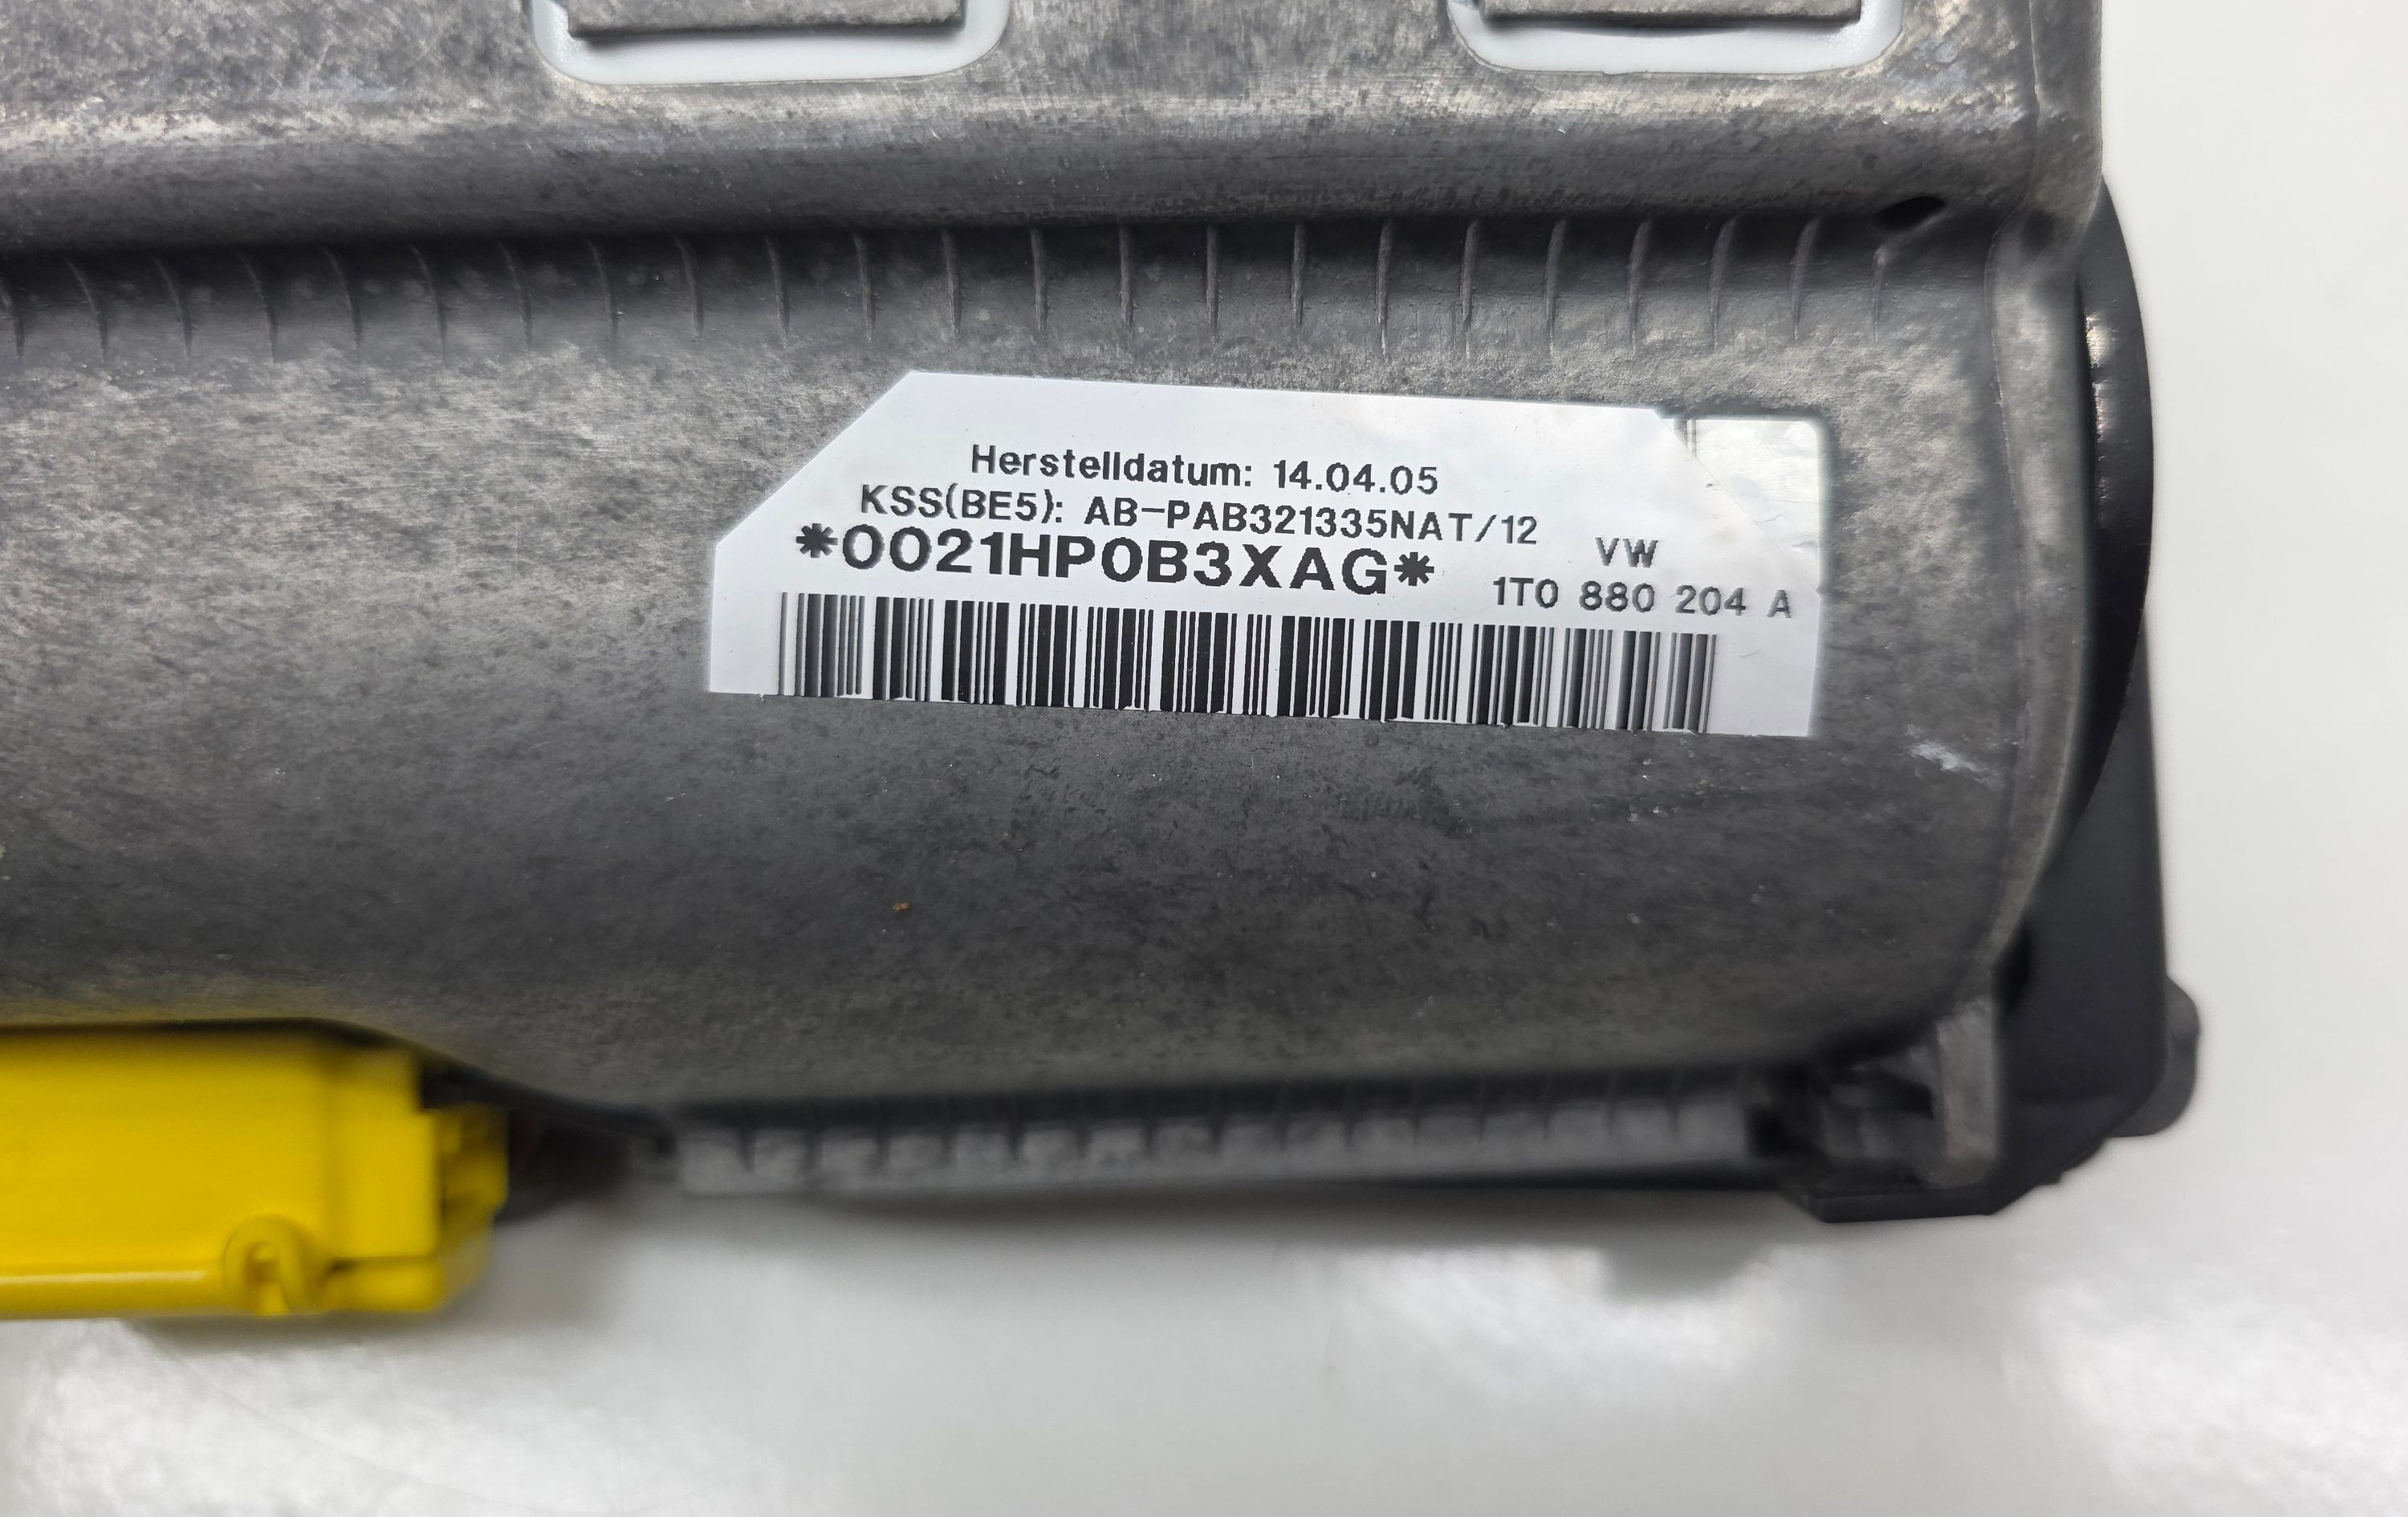 Herstelldatum: 14.04.05
KSS(BE5): AB-PAB321335NAT/12
*0021HP0B3XAG*
VW
1T0 880 204 A